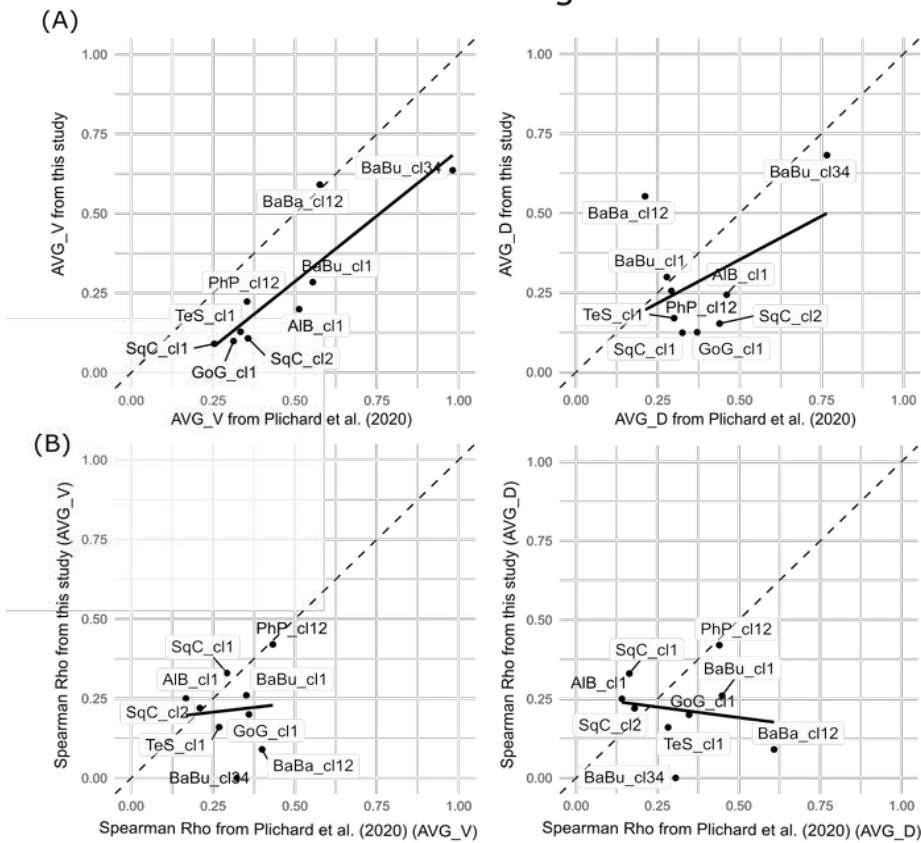 (A)
g
1.00
0.75
0.50
0.25
0.00
AVG_V from this study
BaBu_cl34
BaBa_cl12
BaBu_cl1
PhP_cl12
TeS_cl1
AlB_cl1
SqC_cl1
SqC_cl2
GoG_cl1
0.00 0.25 0.50 0.75 1.00
AVG_V from Plichard et al. (2020)
1.00
0.75
0.50
0.25
0.00
AVG_D from this study
BaBu_cl34
BaBa_cl12
BaBu_cl1
AlB_cl1
PhP_cl12
TeS_cl1
SqC_cl2
SqC_cl1
GoG_cl1
0.00 0.25 0.50 0.75 1.00
AVG_D from Plichard et al. (2020)
(B)
1.00
0.75
0.50
0.25
0.00
Spearman Rho from this study (AVG_V)
PhP_cl12
SqC_cl1
AlB_cl1
BaBu_cl1
SqC_cl2
GoG_cl1
TeS_cl1
BaBa_cl12
BaBu_cl34
0.00 0.25 0.50 0.75 1.00
Spearman Rho from Plichard et al. (2020) (AVG_V)
1.00
0.75
0.50
0.25
0.00
Spearman Rho from this study (AVG_D)
PhP_cl12
SqC_cl1
BaBu_cl1
AlB_cl1
GoG_cl1
SqC_cl2
BaBa_cl12
TeS_cl1
BaBu_cl34
0.00 0.25 0.50 0.75 1.00
Spearman Rho from Plichard et al. (2020) (AVG_D)